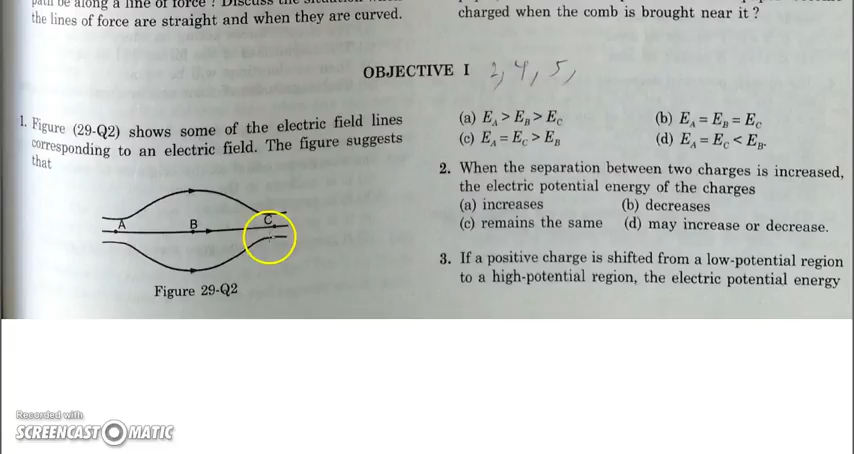 the lines of force are straight and when they are curved.
charged when the comb is brought near it ?
OBJECTIVE I 2, 4, 5,
1. Figure (29-Q2) shows some of the electric field lines
corresponding to an electric field. The figure suggests
that
A B C
Figure 29-Q2
(a) E_A > E_B > E_C (b) E_A = E_B = E_C
(c) E_A = E_C > E_B (d) E_A = E_C < E_B.
2. When the separation between two charges is increased,
the electric potential energy of the charges
(a) increases (b) decreases
(c) remains the same (d) may increase or decrease.
3. If a positive charge is shifted from a low-potential region
to a high-potential region, the electric potential energy
Recorded with
SCREENCAST O MATIC